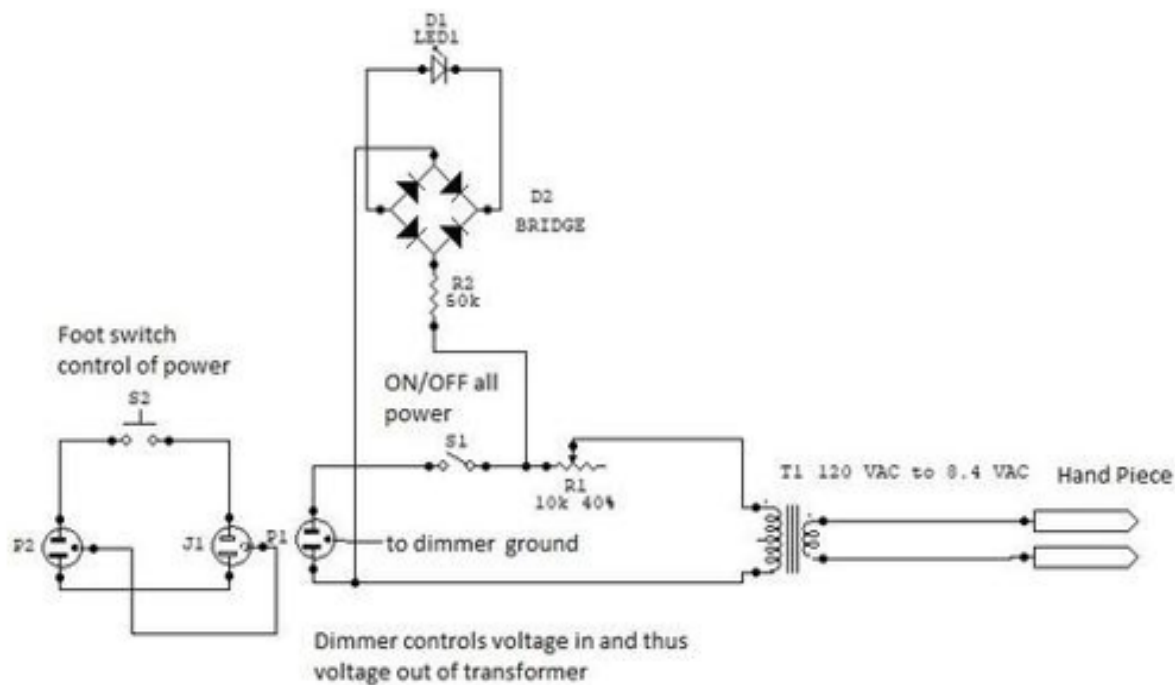 D1
LED1
D2
BRIDGE
R2
50k
Foot switch
control of power
S2
ON/OFF all
power
S1
R1
10k 40%
T1 120 VAC to 8.4 VAC
Hand Piece
P2
J1
P1
to dimmer ground
Dimmer controls voltage in and thus
voltage out of transformer